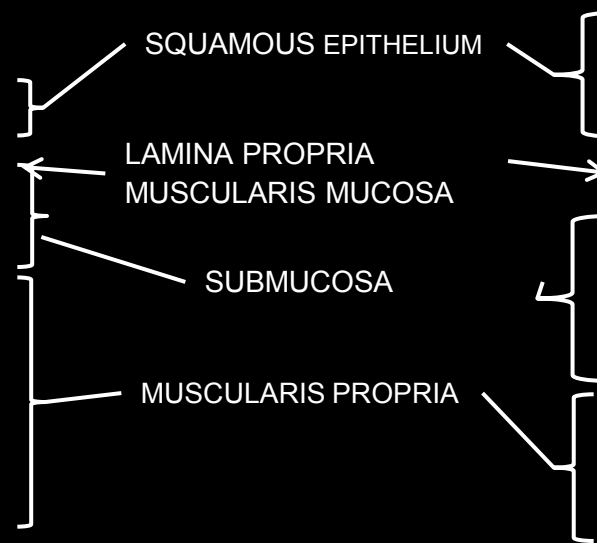 SQUAMOUS EPITHELIUM
LAMINA PROPRIA
MUSCULARIS MUCOSA
SUBMUCOSA
MUSCULARIS PROPRIA